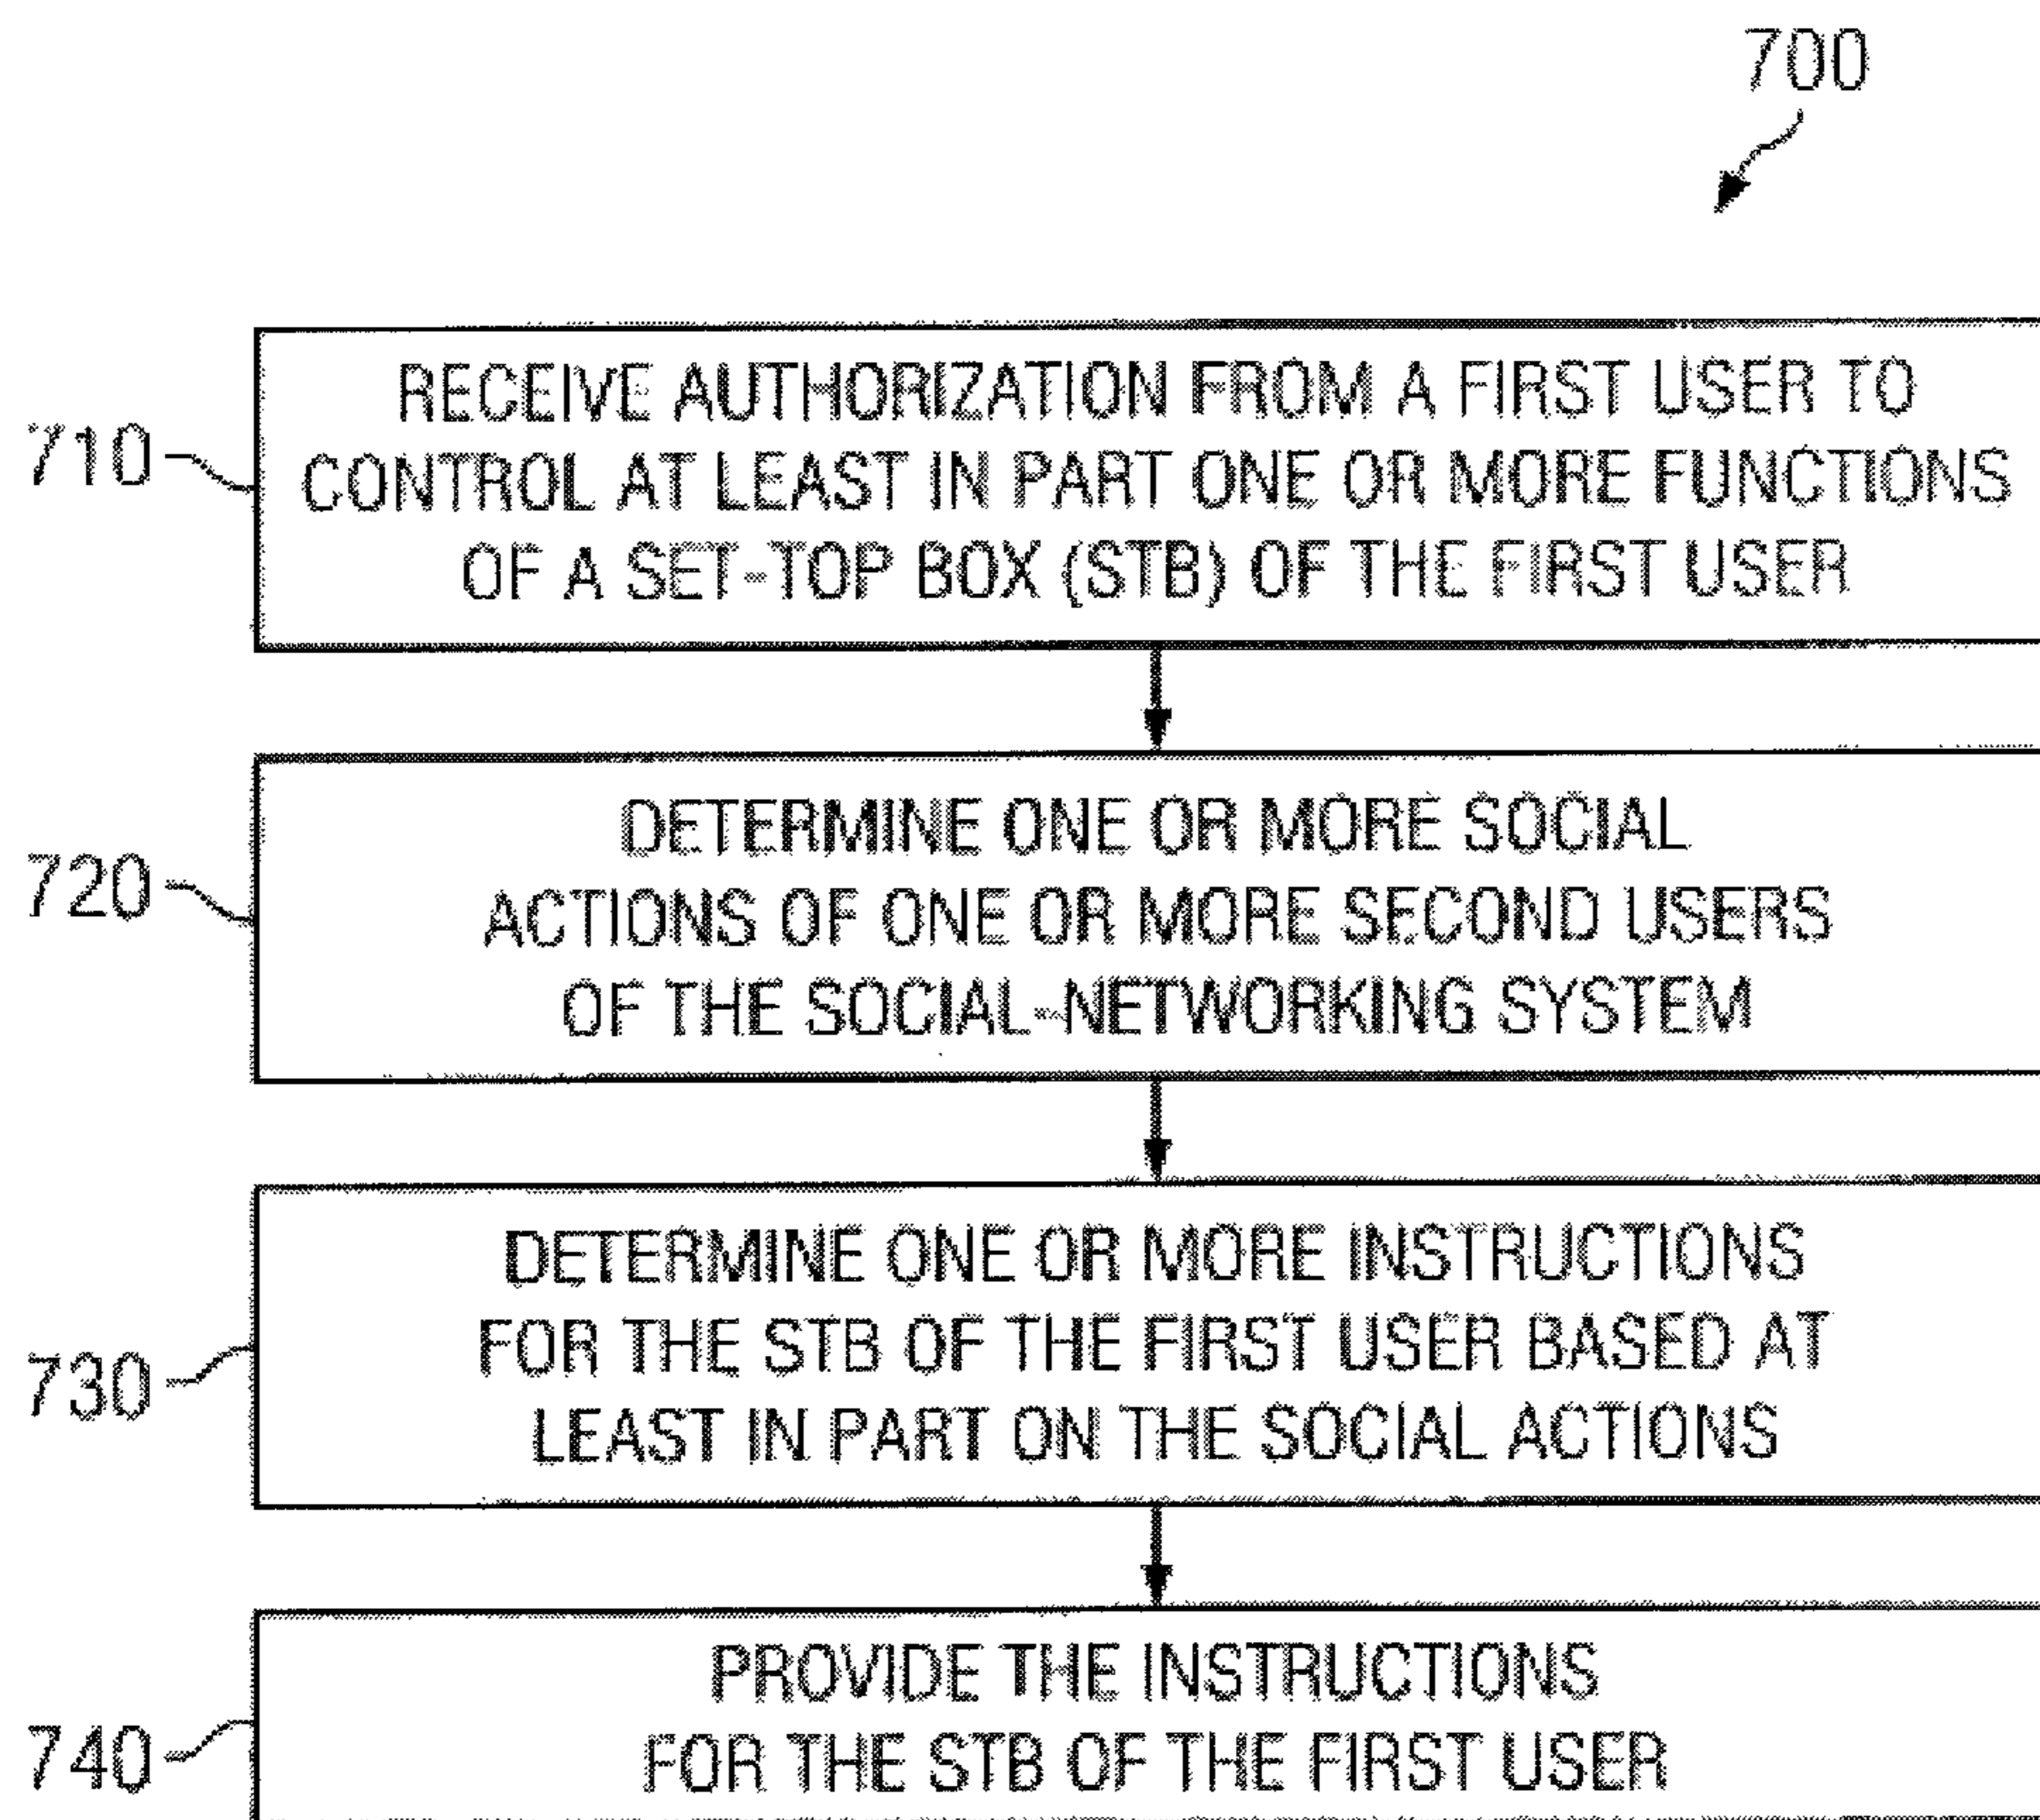 700
710
RECEIVE AUTHORIZATION FROM A FIRST USER TO
CONTROL AT LEAST IN PART ONE OR MORE FUNCTIONS
OF A SET-TOP BOX (STB) OF THE FIRST USER
720
DETERMINE ONE OR MORE SOCIAL
ACTIONS OF ONE OR MORE SECOND USERS
OF THE SOCIAL-NETWORKING SYSTEM
730
DETERMINE ONE OR MORE INSTRUCTIONS
FOR THE STB OF THE FIRST USER BASED AT
LEAST IN PART ON THE SOCIAL ACTIONS
740
PROVIDE THE INSTRUCTIONS
FOR THE STB OF THE FIRST USER